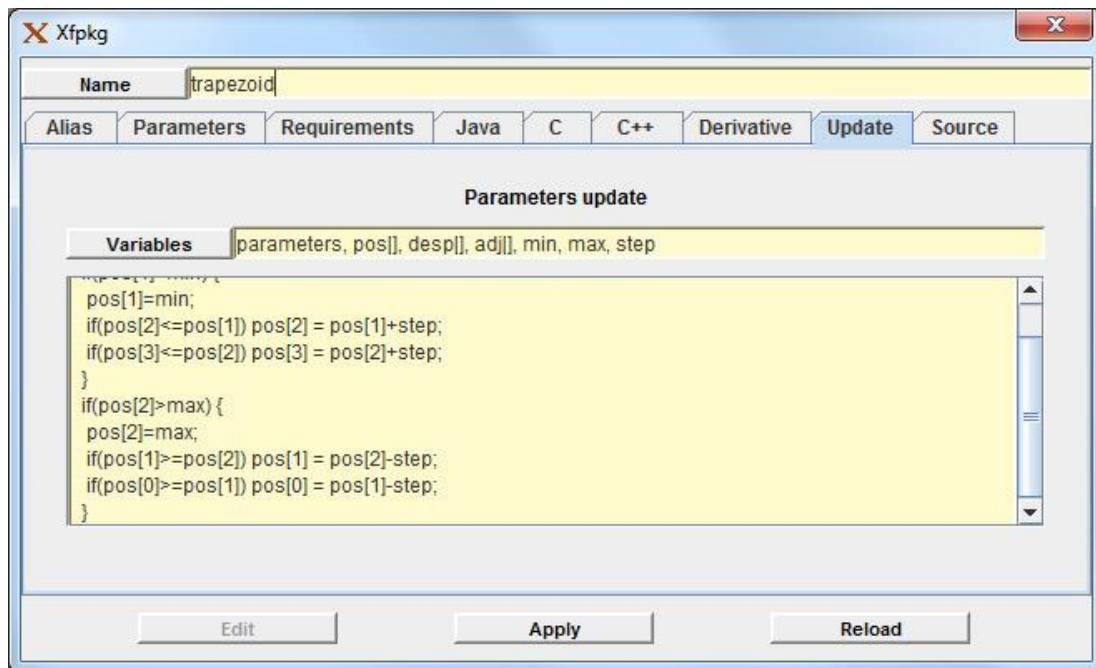 Xfpkg
Name trapezoid
Alias Parameters Requirements Java C C++ Derivative Update Source
Parameters update
Variables parameters, pos[], desp[], adj[], min, max, step
pos[1]=min;
if(pos[2]<=pos[1]) pos[2] = pos[1]+step;
if(pos[3]<=pos[2]) pos[3] = pos[2]+step;
}
if(pos[2]>max) {
pos[2]=max;
if(pos[1]>=pos[2]) pos[1] = pos[2]-step;
if(pos[0]>=pos[1]) pos[0] = pos[1]-step;
}
Edit Apply Reload